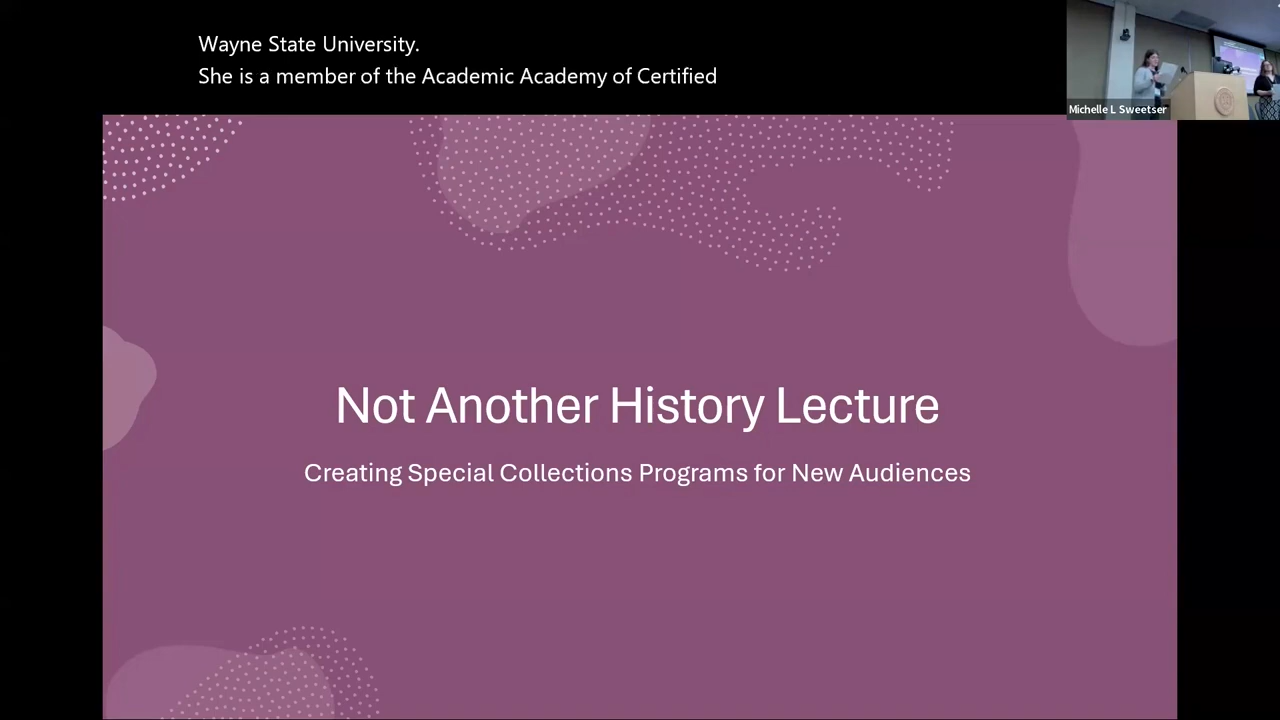 Wayne State University.
She is a member of the Academic Academy of Certified
Michelle L Sweetser
Not Another History Lecture
Creating Special Collections Programs for New Audiences